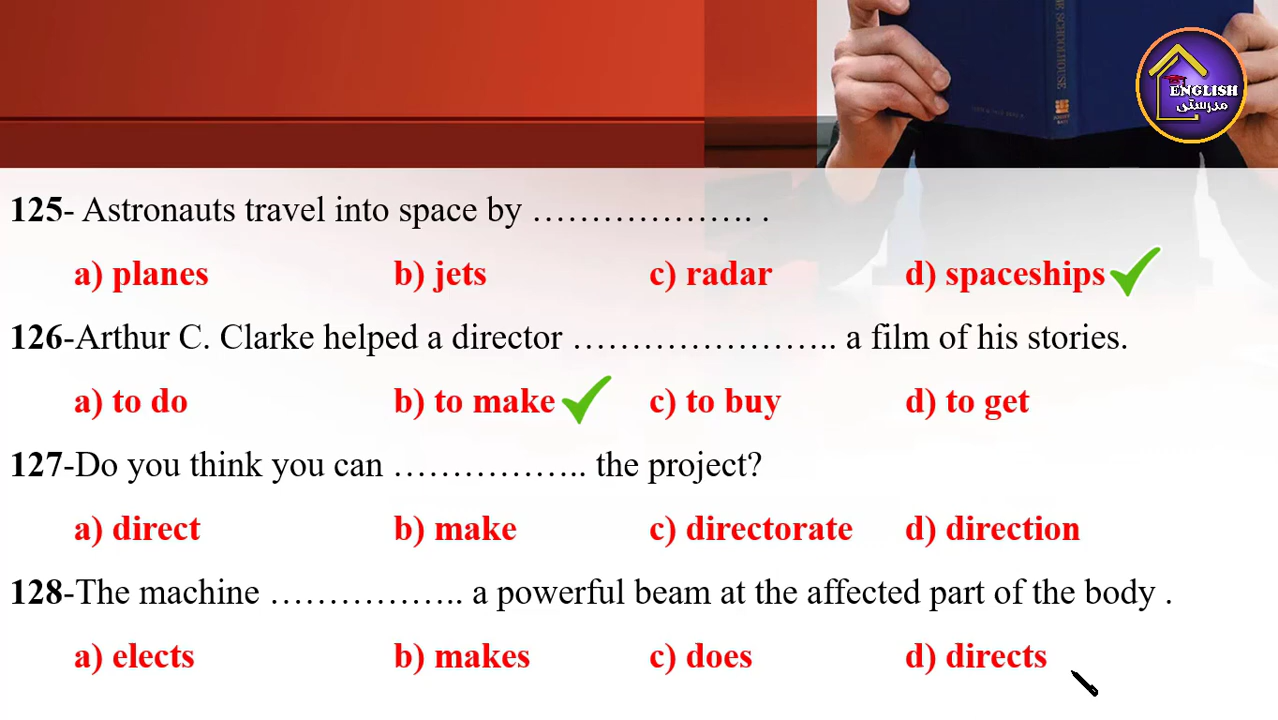 ENGLISH
مدرستى
125- Astronauts travel into space by ………………. .
a) planes b) jets c) radar d) spaceships
126-Arthur C. Clarke helped a director ………………….. a film of his stories.
a) to do b) to make c) to buy d) to get
127-Do you think you can …………….. the project?
a) direct b) make c) directorate d) direction
128-The machine …………….. a powerful beam at the affected part of the body .
a) elects b) makes c) does d) directs